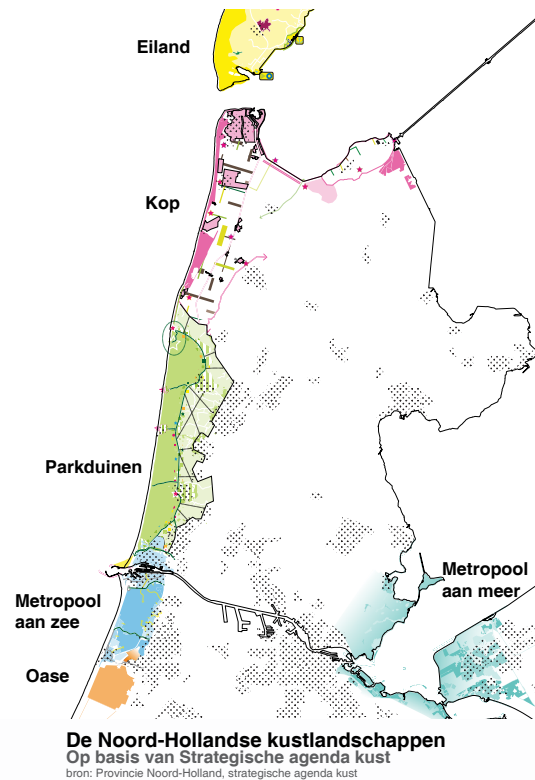 Eiland
Kop
Parkduinen
Metropool
aan zee
Metropool
aan meer
Oase
De Noord-Hollandse kustlandschappen
Op basis van Strategische agenda kust
bron: Provincie Noord-Holland, strategische agenda kust